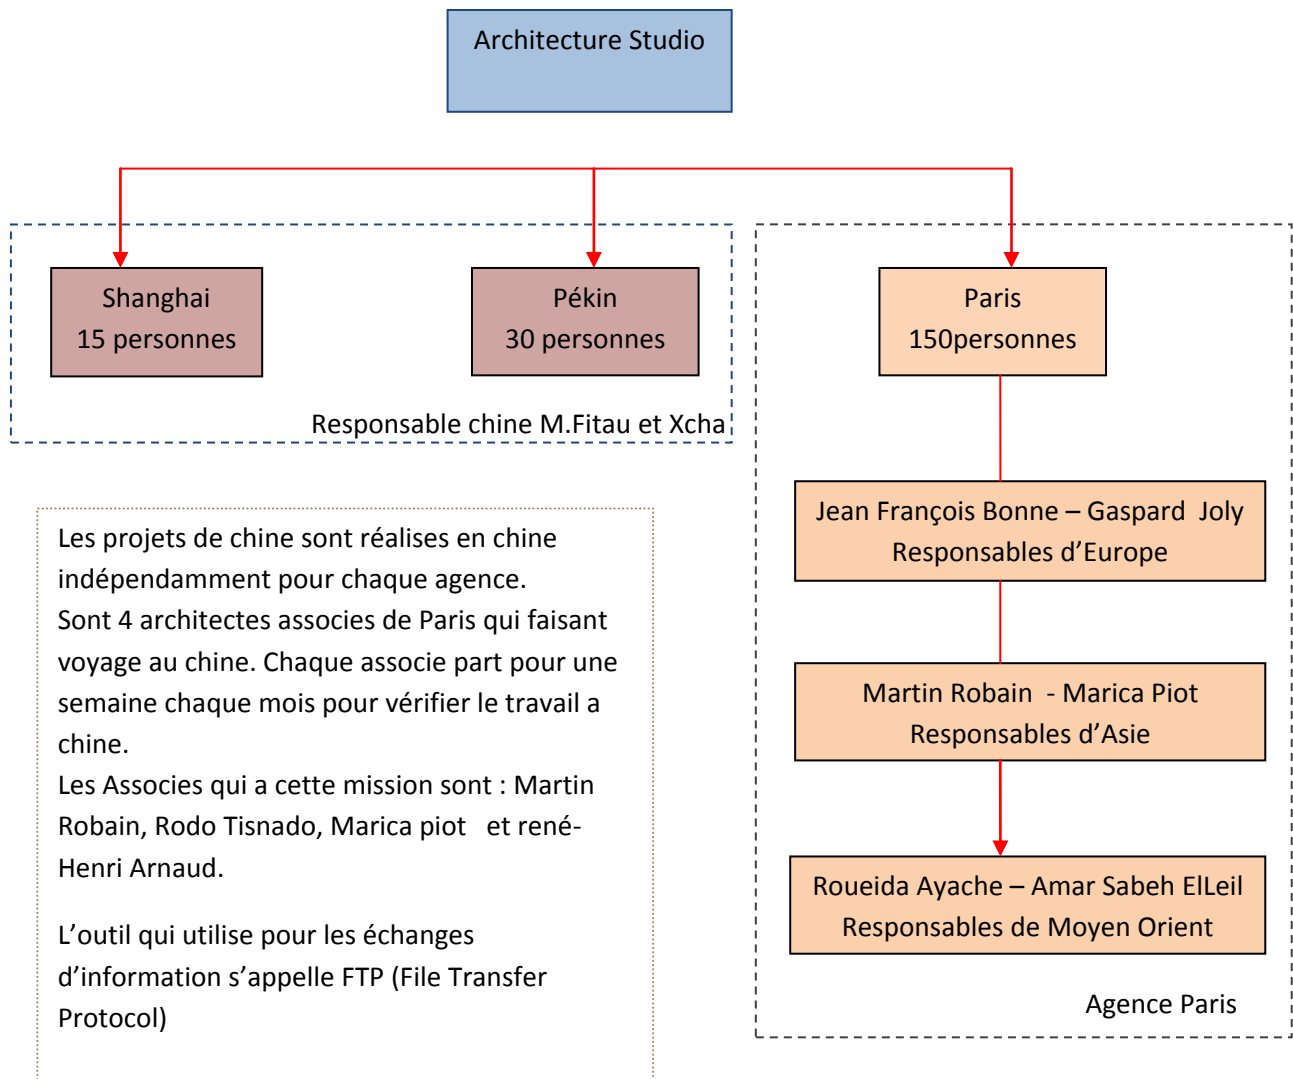 Architecture Studio
Shanghai
15 personnes
Pékin
30 personnes
Paris
150personnes
Responsable chine M.Fitau et Xcha
Jean François Bonne – Gaspard  Joly
Responsables d’Europe
Martin Robain  - Marica Piot
Responsables d’Asie
Roueida Ayache – Amar Sabeh ElLeil
Responsables de Moyen Orient
Agence Paris
Les projets de chine sont réalises en chine
indépendamment pour chaque agence.
Sont 4 architectes associes de Paris qui faisant
voyage au chine. Chaque associe part pour une
semaine chaque mois pour vérifier le travail a
chine.
Les Associes qui a cette mission sont : Martin
Robain, Rodo Tisnado, Marica piot   et rené-
Henri Arnaud.
L’outil qui utilise pour les échanges
d’information s’appelle FTP (File Transfer
Protocol)